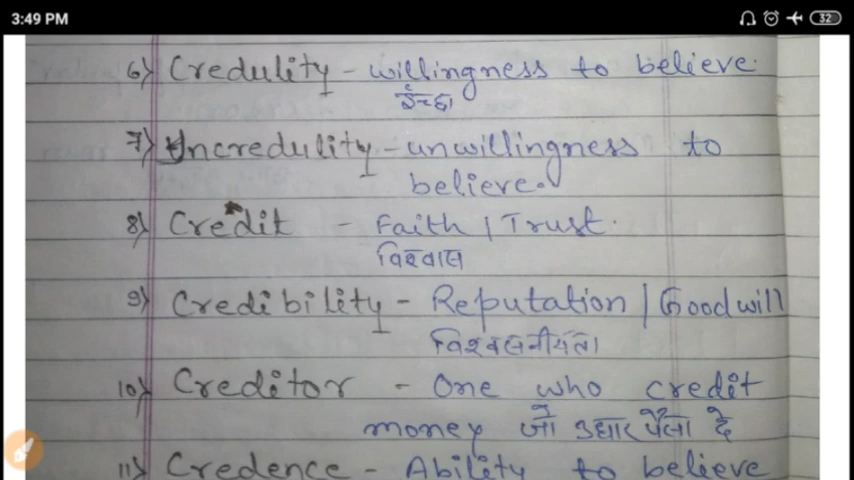 3:49 PM 32
6) Credulity - willingness to believe.
इच्छा
7) Incredulity - unwillingness to
believe.
8) Credit - Faith / Trust.
विश्वास
9) Credibility - Reputation / Goodwill
विश्वसनीयता
10) Creditor - One who credit
money जो उधार पैसा दे
11) Credence - Ability to believe